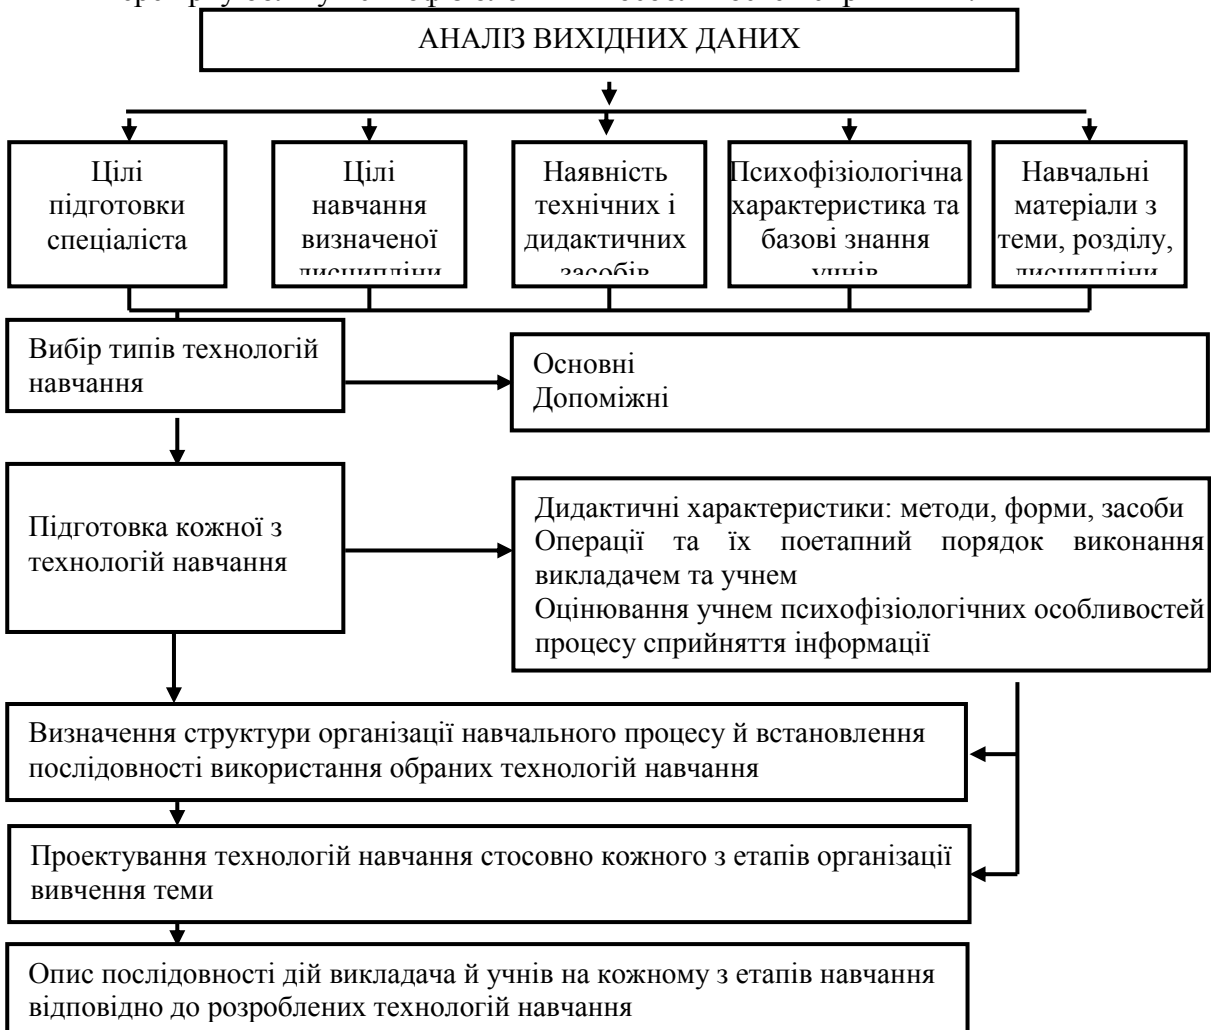 АНАЛІЗ ВИХІДНИХ ДАНИХ
Цілі
підготовки
спеціаліста
Цілі
навчання
визначеної
дисципліни
Наявність
технічних і
дидактичних
засобів
Психофізіологічна
характеристика та
базові знання
учнів
Навчальні
матеріали з
теми, розділу,
дисципліни
Вибір типів технологій
навчання
Основні
Допоміжні
Підготовка кожної з
технологій навчання
Дидактичні характеристики: методи, форми, засоби
Операції та їх поетапний порядок виконання
викладачем та учнем
Оцінювання учнем психофізіологічних особливостей
процесу сприйняття інформації
Визначення структури організації навчального процесу й встановлення
послідовності використання обраних технологій навчання
Проектування технологій навчання стосовно кожного з етапів організації
вивчення теми
Опис послідовності дій викладача й учнів на кожному з етапів навчання
відповідно до розроблених технологій навчання